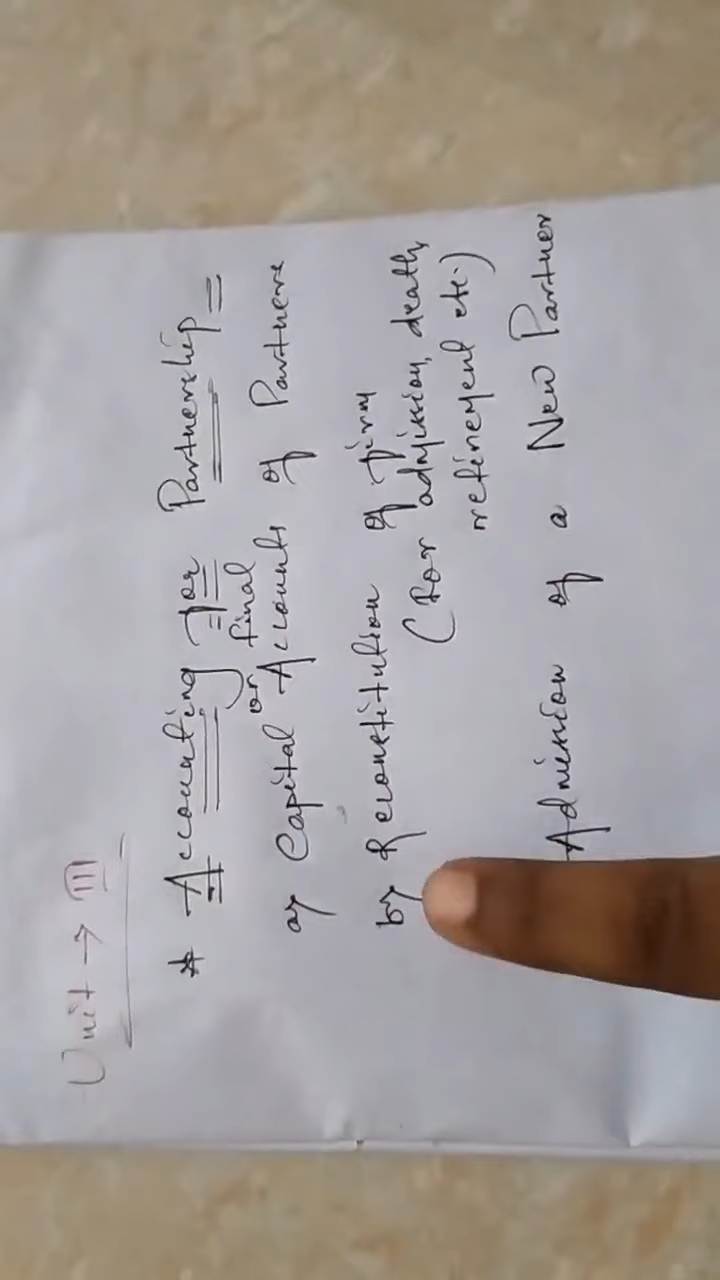 Unit → III
* Accounting for Partnership =
or final
a) Capital Accounts of Partners
b) Reconstitution of firm
(For admission, death,
retirement etc.)
Admission of a New Partner